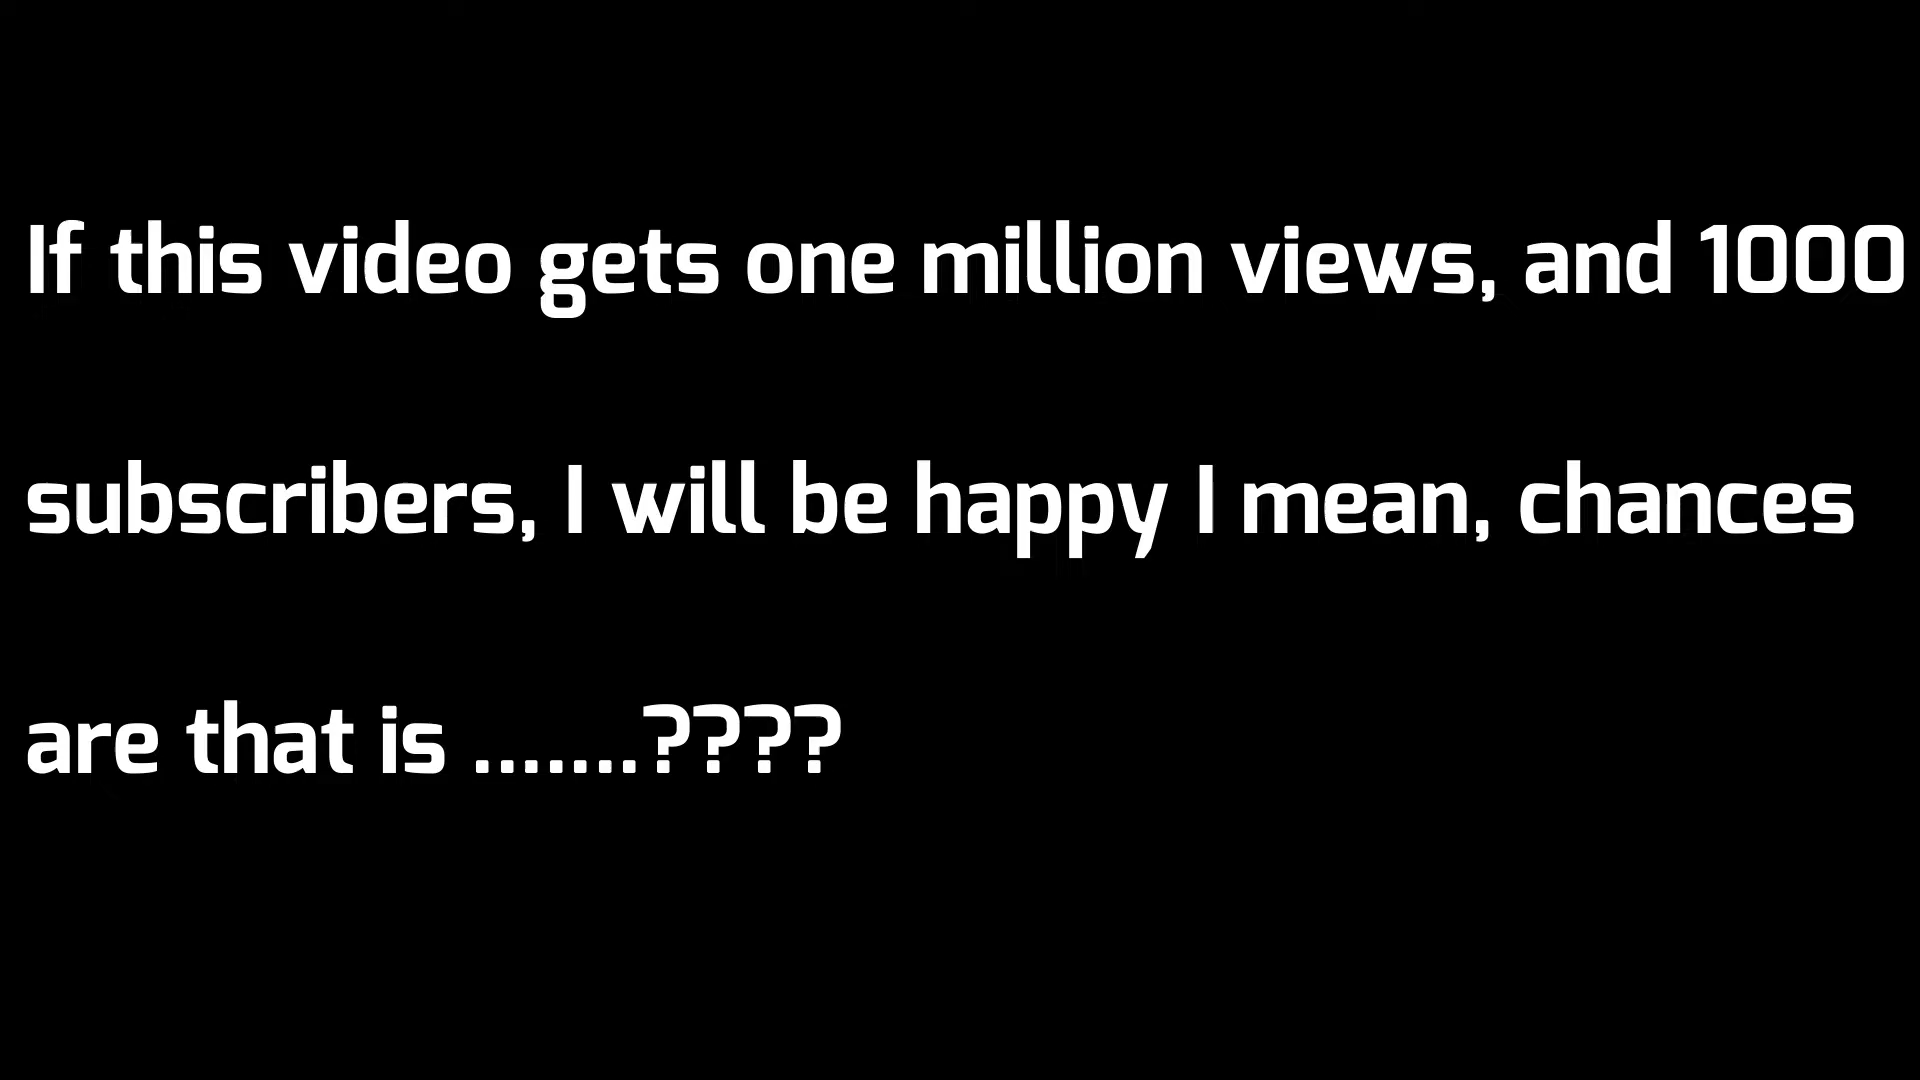 If this video gets one million views, and 1000
subscribers, I will be happy I mean, chances
are that is .......????